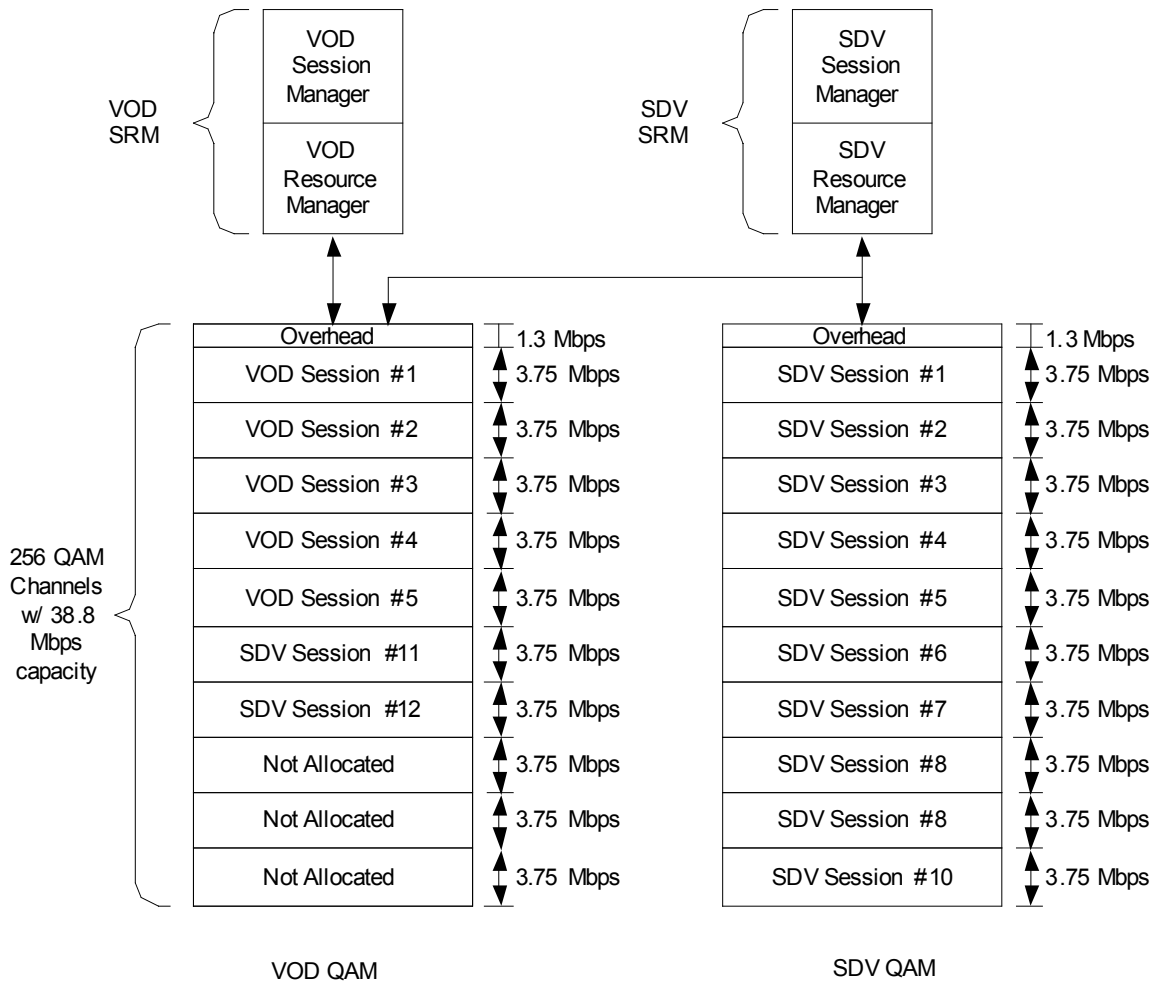 VOD
Session
Manager
VOD
Resource
Manager
VOD
SRM
SDV
Session
Manager
SDV
Resource
Manager
SDV
SRM
256 QAM
Channels
w/ 38.8
Mbps
capacity
Overhead
1.3 Mbps
VOD Session #1
3.75 Mbps
VOD Session #2
3.75 Mbps
VOD Session #3
3.75 Mbps
VOD Session #4
3.75 Mbps
VOD Session #5
3.75 Mbps
SDV Session #11
3.75 Mbps
SDV Session #12
3.75 Mbps
Not Allocated
3.75 Mbps
Not Allocated
3.75 Mbps
Not Allocated
3.75 Mbps
VOD QAM
Overhead
1.3 Mbps
SDV Session #1
3.75 Mbps
SDV Session #2
3.75 Mbps
SDV Session #3
3.75 Mbps
SDV Session #4
3.75 Mbps
SDV Session #5
3.75 Mbps
SDV Session #6
3.75 Mbps
SDV Session #7
3.75 Mbps
SDV Session #8
3.75 Mbps
SDV Session #8
3.75 Mbps
SDV Session #10
3.75 Mbps
SDV QAM